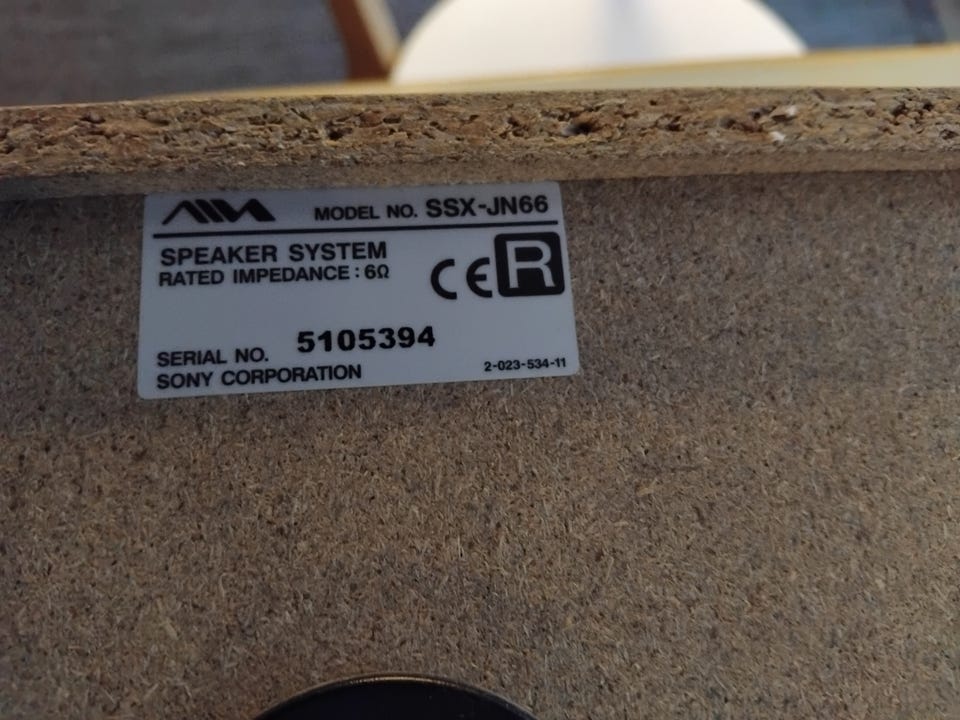 AIWA MODEL NO. SSX-JN66
SPEAKER SYSTEM
RATED IMPEDANCE : 6Ω
CE R
SERIAL NO. 5105394
SONY CORPORATION 2-023-534-11